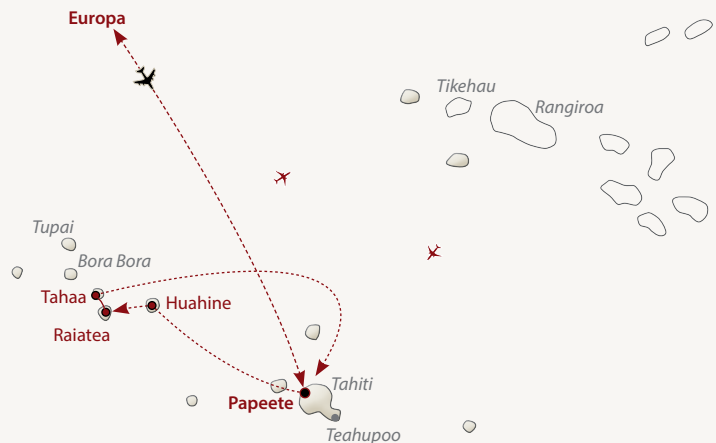 Europa
Tikehau
Rangiroa
Tupai
Bora Bora
Tahaa
Huahine
Raiatea
Tahiti
Papeete
Teahupoo